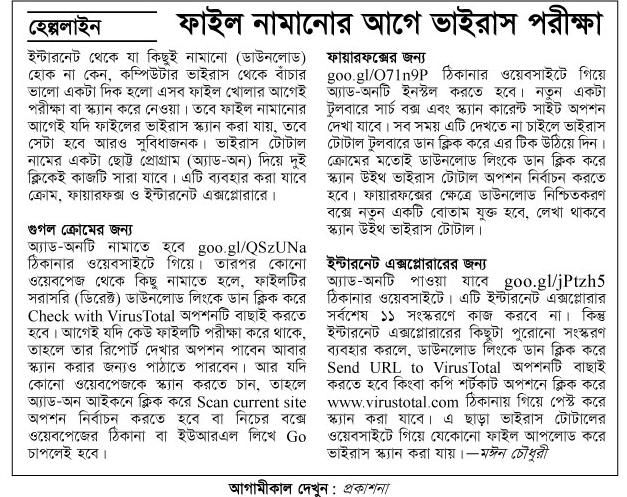 হেল্পলাইন
ফাইল নামানোর আগে ভাইরাস পরীক্ষা
ইন্টারনেট থেকে যা কিছুই নামানো (ডাউনলোড)
হোক না কেন, কম্পিউটার ভাইরাস থেকে বাঁচার
ভালো একটা দিক হলো এসব ফাইল খোলার আগেই
পরীক্ষা বা স্ক্যান করে নেওয়া। তবে ফাইল নামানোর
আগেই যদি ফাইলের ভাইরাস স্ক্যান করা যায়, তবে
সেটা হবে আরও সুবিধাজনক। ভাইরাস টোটাল
নামের একটা ছোট্ট প্রোগ্রাম (অ্যাড-অন) দিয়ে দুই
ক্লিকেই কাজটি সারা যাবে। এটি ব্যবহার করা যাবে
ক্রোম, ফায়ারফক্স ও ইন্টারনেট এক্সপ্লোরারে।
গুগল ক্রোমের জন্য
অ্যাড-অনটি নামাতে হবে goo.gl/QSzUNa
ঠিকানার ওয়েবসাইটে গিয়ে। তারপর কোনো
ওয়েবপেজ থেকে কিছু নামাতে হলে, ফাইলটির
সরাসরি (ডিরেক্ট) ডাউনলোড লিংকে ডান ক্লিক করে
Check with VirusTotal অপশনটি বাছাই করতে
হবে। আগেই যদি কেউ ফাইলটি পরীক্ষা করে থাকে,
তাহলে তার রিপোর্ট দেখার অপশন পাবেন আবার
স্ক্যান করার জন্যও পাঠাতে পারবেন। আর যদি
কোনো ওয়েবপেজকে স্ক্যান করতে চান, তাহলে
অ্যাড-অন আইকনে ক্লিক করে Scan current site
অপশন নির্বাচন করতে হবে বা নিচের বক্সে
ওয়েবপেজের ঠিকানা বা ইউআরএল লিখে Go
চাপলেই হবে।
ফায়ারফক্সের জন্য
goo.gl/O71n9P ঠিকানার ওয়েবসাইটে গিয়ে
অ্যাড-অনটি ইনস্টল করতে হবে। নতুন একটা
টুলবারে সার্চ বক্স এবং স্ক্যান কারেন্ট সাইট অপশন
দেখা যাবে। সব সময় এটি দেখতে না চাইলে ভাইরাস
টোটাল টুলবারে ডান ক্লিক করে এর টিক উঠিয়ে দিন।
ক্রোমের মতোই ডাউনলোড লিংকে ডান ক্লিক করে
স্ক্যান উইথ ভাইরাস টোটাল অপশন নির্বাচন করতে
হবে। ফায়ারফক্সের ক্ষেত্রে ডাউনলোড নিশ্চিতকরণ
বক্সে নতুন একটি বোতাম যুক্ত হবে, লেখা থাকবে
স্ক্যান উইথ ভাইরাস টোটাল।
ইন্টারনেট এক্সপ্লোরারের জন্য
অ্যাড-অনটি পাওয়া যাবে goo.gl/jPtzh5
ঠিকানার ওয়েবসাইটে। এটি ইন্টারনেট এক্সপ্লোরার
সর্বশেষ ১১ সংস্করণে কাজ করবে না। কিন্তু
ইন্টারনেট এক্সপ্লোরারের কিছুটা পুরোনো সংস্করণ
ব্যবহার করলে, ডাউনলোড লিংকে ডান ক্লিক করে
Send URL to VirusTotal অপশনটি বাছাই
করতে হবে কিংবা কপি শর্টকাট অপশনে ক্লিক করে
www.virustotal.com ঠিকানায় গিয়ে পেস্ট করে
স্ক্যান করা যাবে। এ ছাড়া ভাইরাস টোটালের
ওয়েবসাইটে গিয়ে যেকোনো ফাইল আপলোড করে
ভাইরাস স্ক্যান করা যায়।—মঈন চৌধুরী
আগামীকাল দেখুন : প্রকাশনা